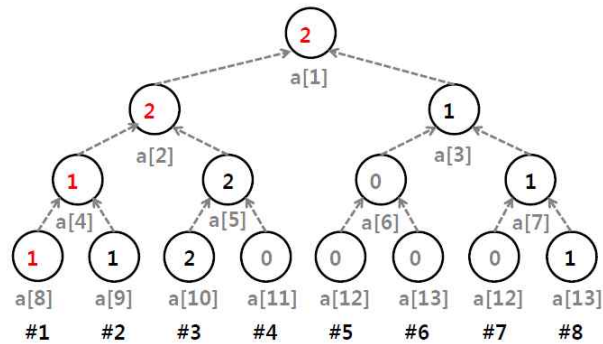 2
a[1]
2 1
a[2] a[3]
1 2 0 1
a[4] a[5] a[6] a[7]
1 1 2 0 0 0 0 1
a[8] a[9] a[10] a[11] a[12] a[13] a[12] a[13]
#1 #2 #3 #4 #5 #6 #7 #8